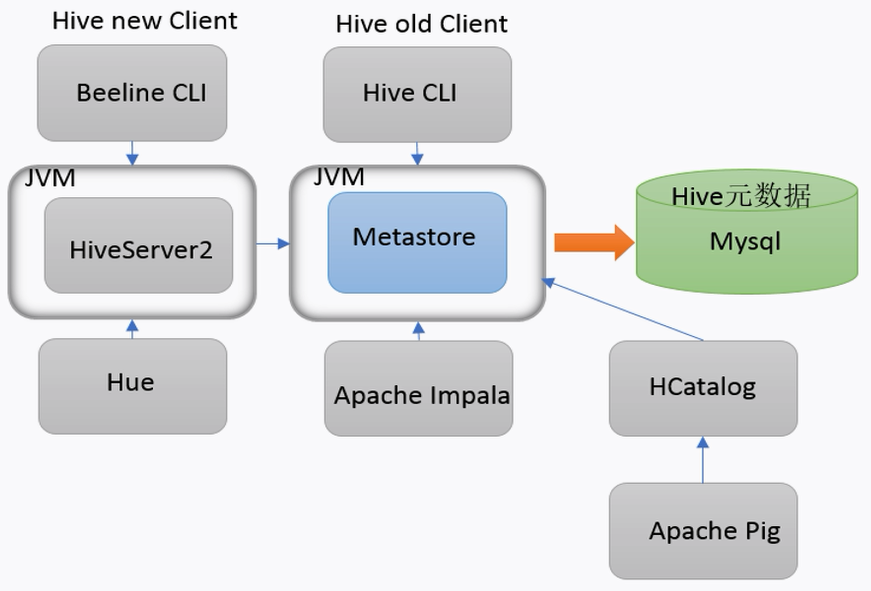 Hive new Client
Hive old Client
Beeline CLI
Hive CLI
JVM
JVM
HiveServer2
Metastore
Hive元数据
Mysql
Hue
Apache Impala
HCatalog
Apache Pig